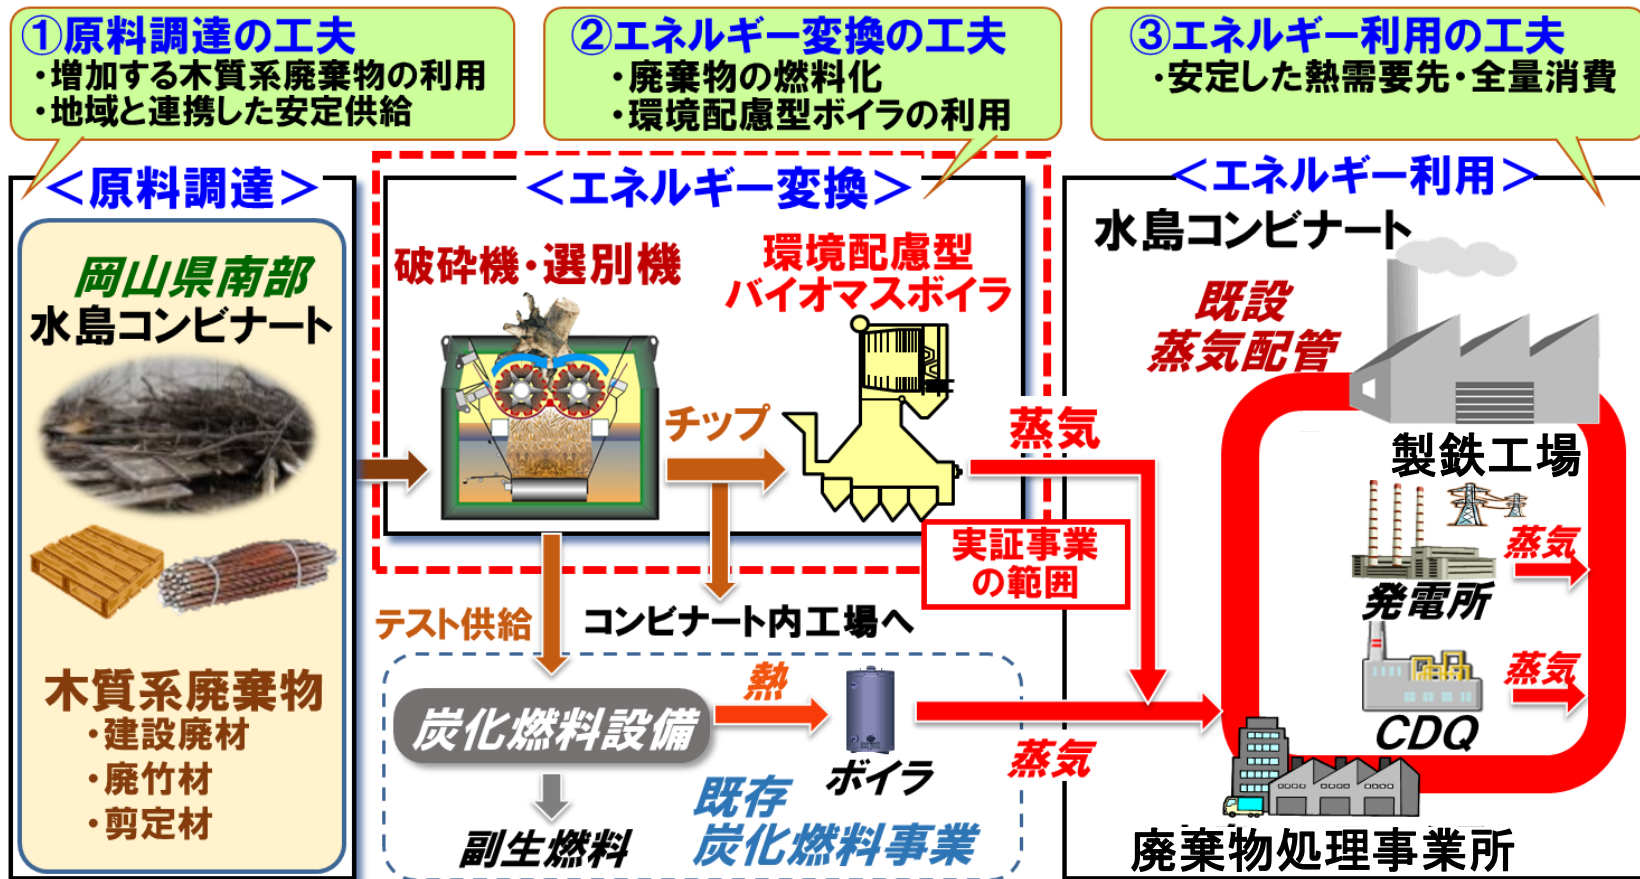 ①原料調達の工夫
・増加する木質系廃棄物の利用
・地域と連携した安定供給
②エネルギー変換の工夫
・廃棄物の燃料化
・環境配慮型ボイラの利用
③エネルギー利用の工夫
・安定した熱需要先・全量消費
＜原料調達＞
岡山県南部
水島コンビナート
木質系廃棄物
・建設廃材
・廃竹材
・剪定材
＜エネルギー変換＞
破砕機・選別機
環境配慮型
バイオマスボイラ
チップ
蒸気
実証事業
の範囲
テスト供給
コンビナート内工場へ
炭化燃料設備
熱
ボイラ
蒸気
副生燃料
既存
炭化燃料事業
＜エネルギー利用＞
水島コンビナート
既設
蒸気配管
製鉄工場
発電所
蒸気
CDQ
蒸気
廃棄物処理事業所